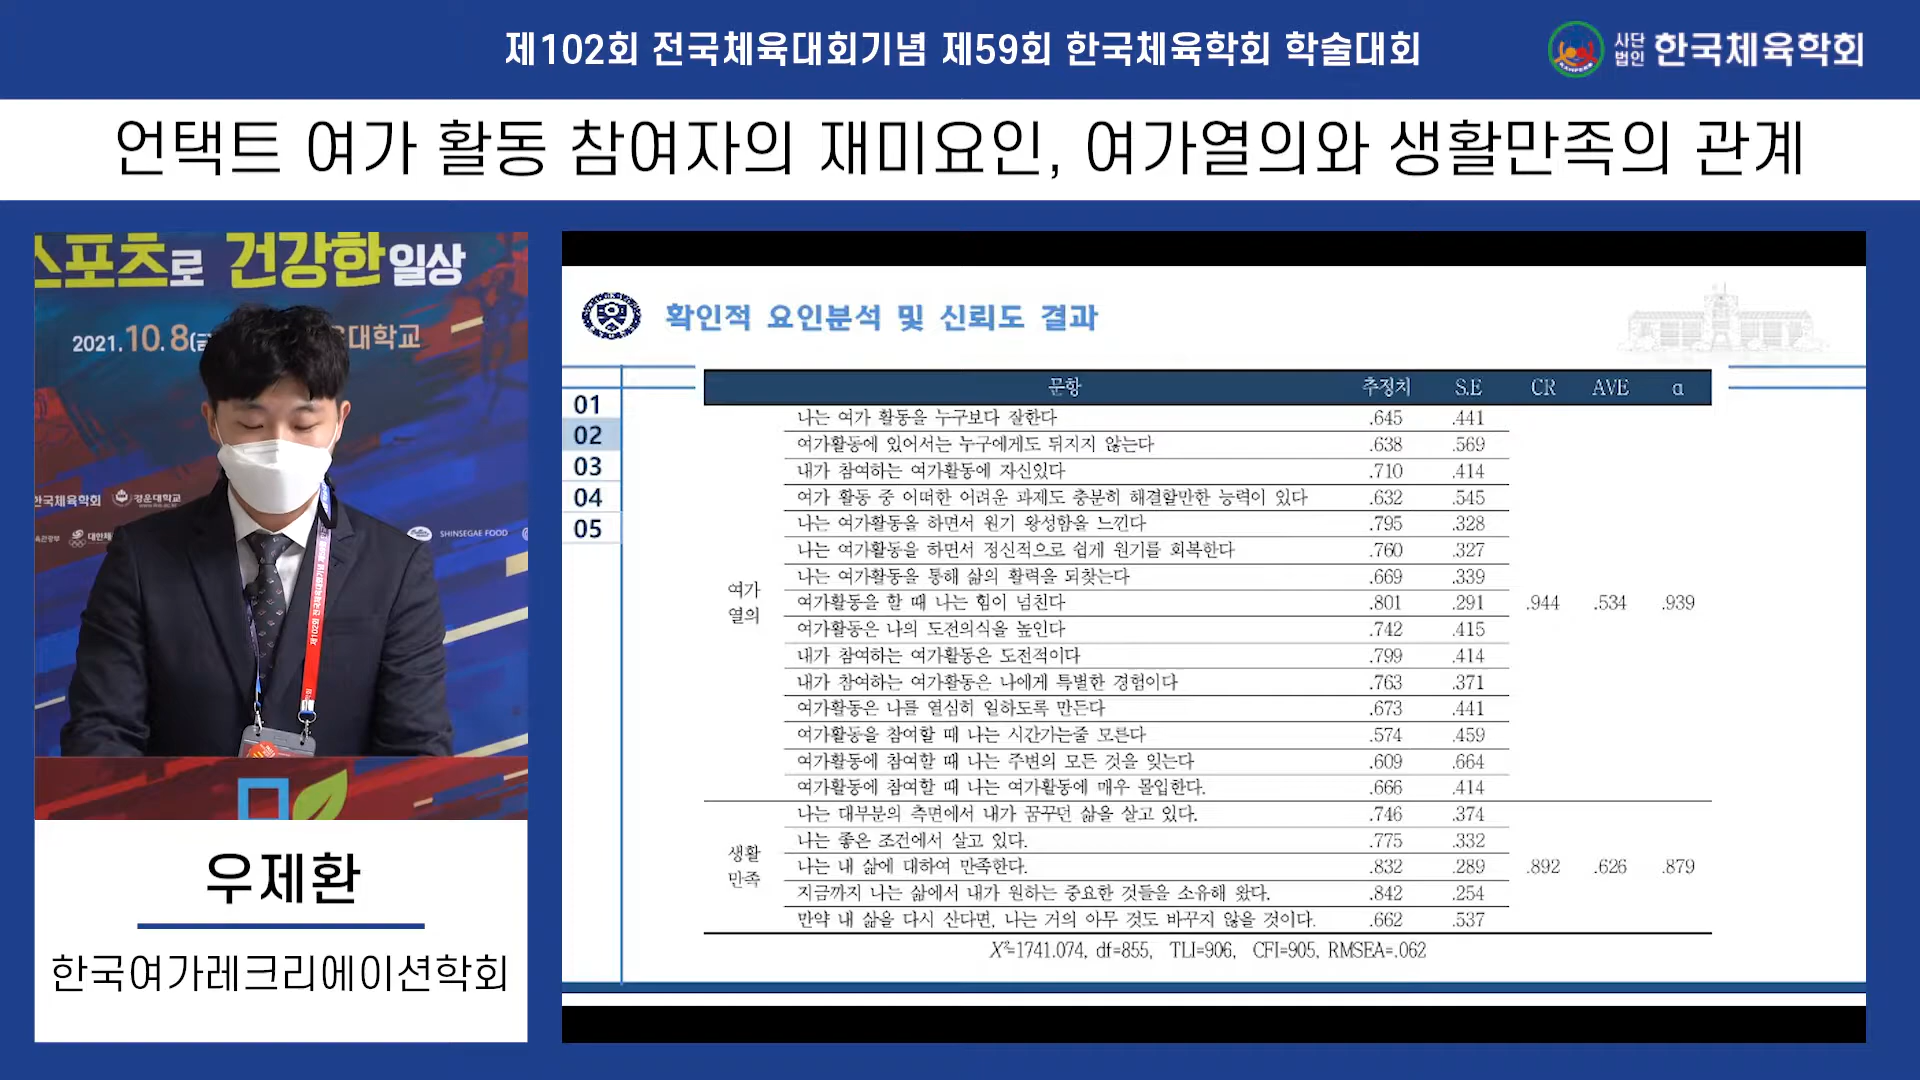 제102회 전국체육대회기념 제59회 한국체육학회 학술대회
사단법인 한국체육학회
언택트 여가 활동 참여자의 재미요인, 여가열의와 생활만족의 관계
스포츠로 건강한 일상
2021. 10. 8(금
대학교
한국체육학회 경운대학교
SHINSEGAE FOOD
우제환
한국여가레크리에이션학회
확인적 요인분석 및 신뢰도 결과
01
02
03
04
05
문항 추정치 S.E CR AVE α
여가 열의
나는 여가 활동을 누구보다 잘한다 .645 .441
여가활동에 있어서는 누구에게도 뒤지지 않는다 .638 .569
내가 참여하는 여가활동에 자신있다 .710 .414
여가 활동 중 어떠한 어려운 과제도 충분히 해결할만한 능력이 있다 .632 .545
나는 여가활동을 하면서 원기 왕성함을 느낀다 .795 .328
나는 여가활동을 하면서 정신적으로 쉽게 원기를 회복한다 .760 .327
나는 여가활동을 통해 삶의 활력을 되찾는다 .669 .339
여가활동을 할 때 나는 힘이 넘친다 .801 .291 .944 .534 .939
여가활동은 나의 도전의식을 높인다 .742 .415
내가 참여하는 여가활동은 도전적이다 .799 .414
내가 참여하는 여가활동은 나에게 특별한 경험이다 .763 .371
여가활동은 나를 열심히 일하도록 만든다 .673 .441
여가활동을 참여할 때 나는 시간가는줄 모른다 .574 .459
여가활동에 참여할 때 나는 주변의 모든 것을 잊는다 .609 .664
여가활동에 참여할 때 나는 여가활동에 매우 몰입한다. .666 .414
생활 만족
나는 대부분의 측면에서 내가 꿈꾸던 삶을 살고 있다. .746 .374
나는 좋은 조건에서 살고 있다. .775 .332
나는 내 삶에 대하여 만족한다. .832 .289 .892 .626 .879
지금까지 나는 삶에서 내가 원하는 중요한 것들을 소유해 왔다. .842 .254
만약 내 삶을 다시 산다면, 나는 거의 아무 것도 바꾸지 않을 것이다. .662 .537
X²=1741.074, df=855, TLI=906, CFI=905, RMSEA=.062